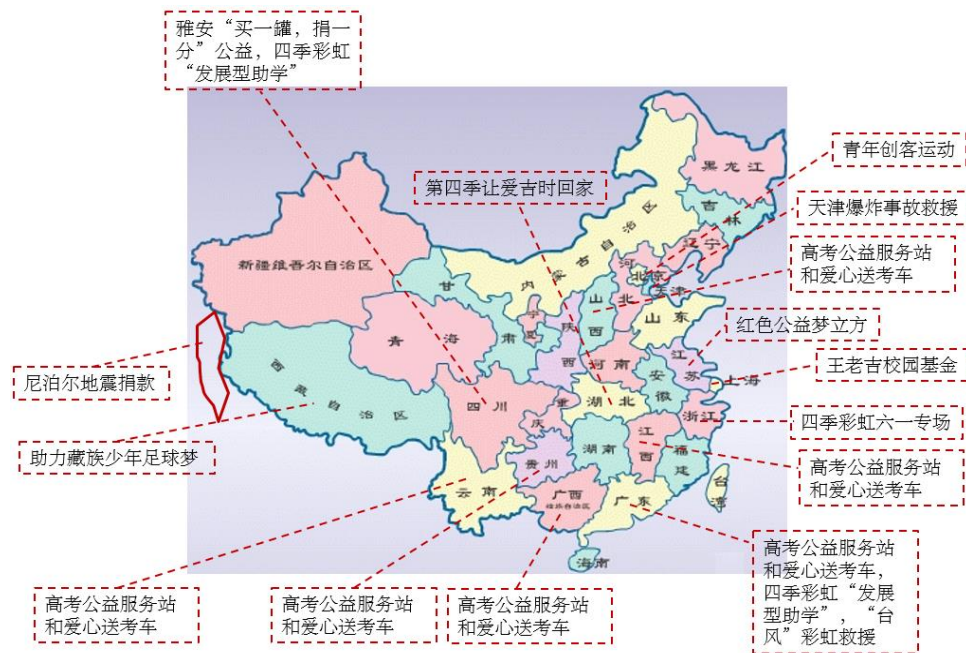 雅安“买一罐，捐一
分”公益，四季彩虹
“发展型助学”
青年创客运动
第四季让爱吉时回家
天津爆炸事故救援
高考公益服务站
和爱心送考车
红色公益梦立方
王老吉校园基金
尼泊尔地震捐款
四季彩虹六一专场
助力藏族少年足球梦
高考公益服务站
和爱心送考车
高考公益服务站
和爱心送考车，
四季彩虹“发展
型助学”，“台
风”彩虹救援
高考公益服务站
和爱心送考车
高考公益服务站
和爱心送考车
高考公益服务站
和爱心送考车
黑龙江
吉林
辽宁
内蒙古自治区
新疆维吾尔自治区
甘肃
青海
西藏自治区
宁夏
陕西
山西
河北
北京
天津
山东
河南
江苏
安徽
上海
四川
重庆
湖北
浙江
湖南
江西
福建
贵州
云南
广西
壮族自治区
广东
台湾
海南